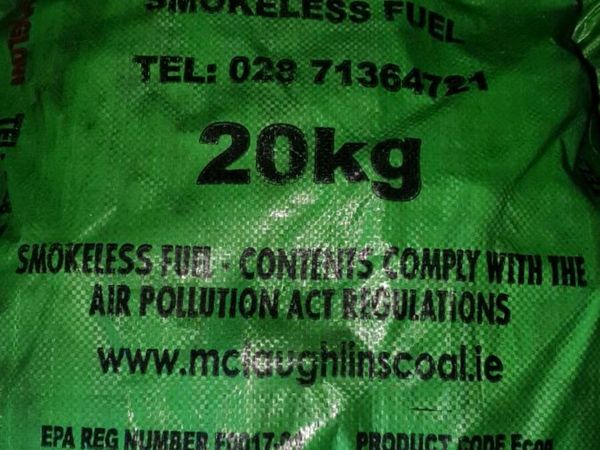 SMOKELESS FUEL
TEL: 028 71364721
20kg
SMOKELESS FUEL - CONTENTS COMPLY WITH THE
AIR POLLUTION ACT REGULATIONS
www.mclaughlinscoal.ie
EPA REG NUMBER
PRODUCT CODE
TEL: